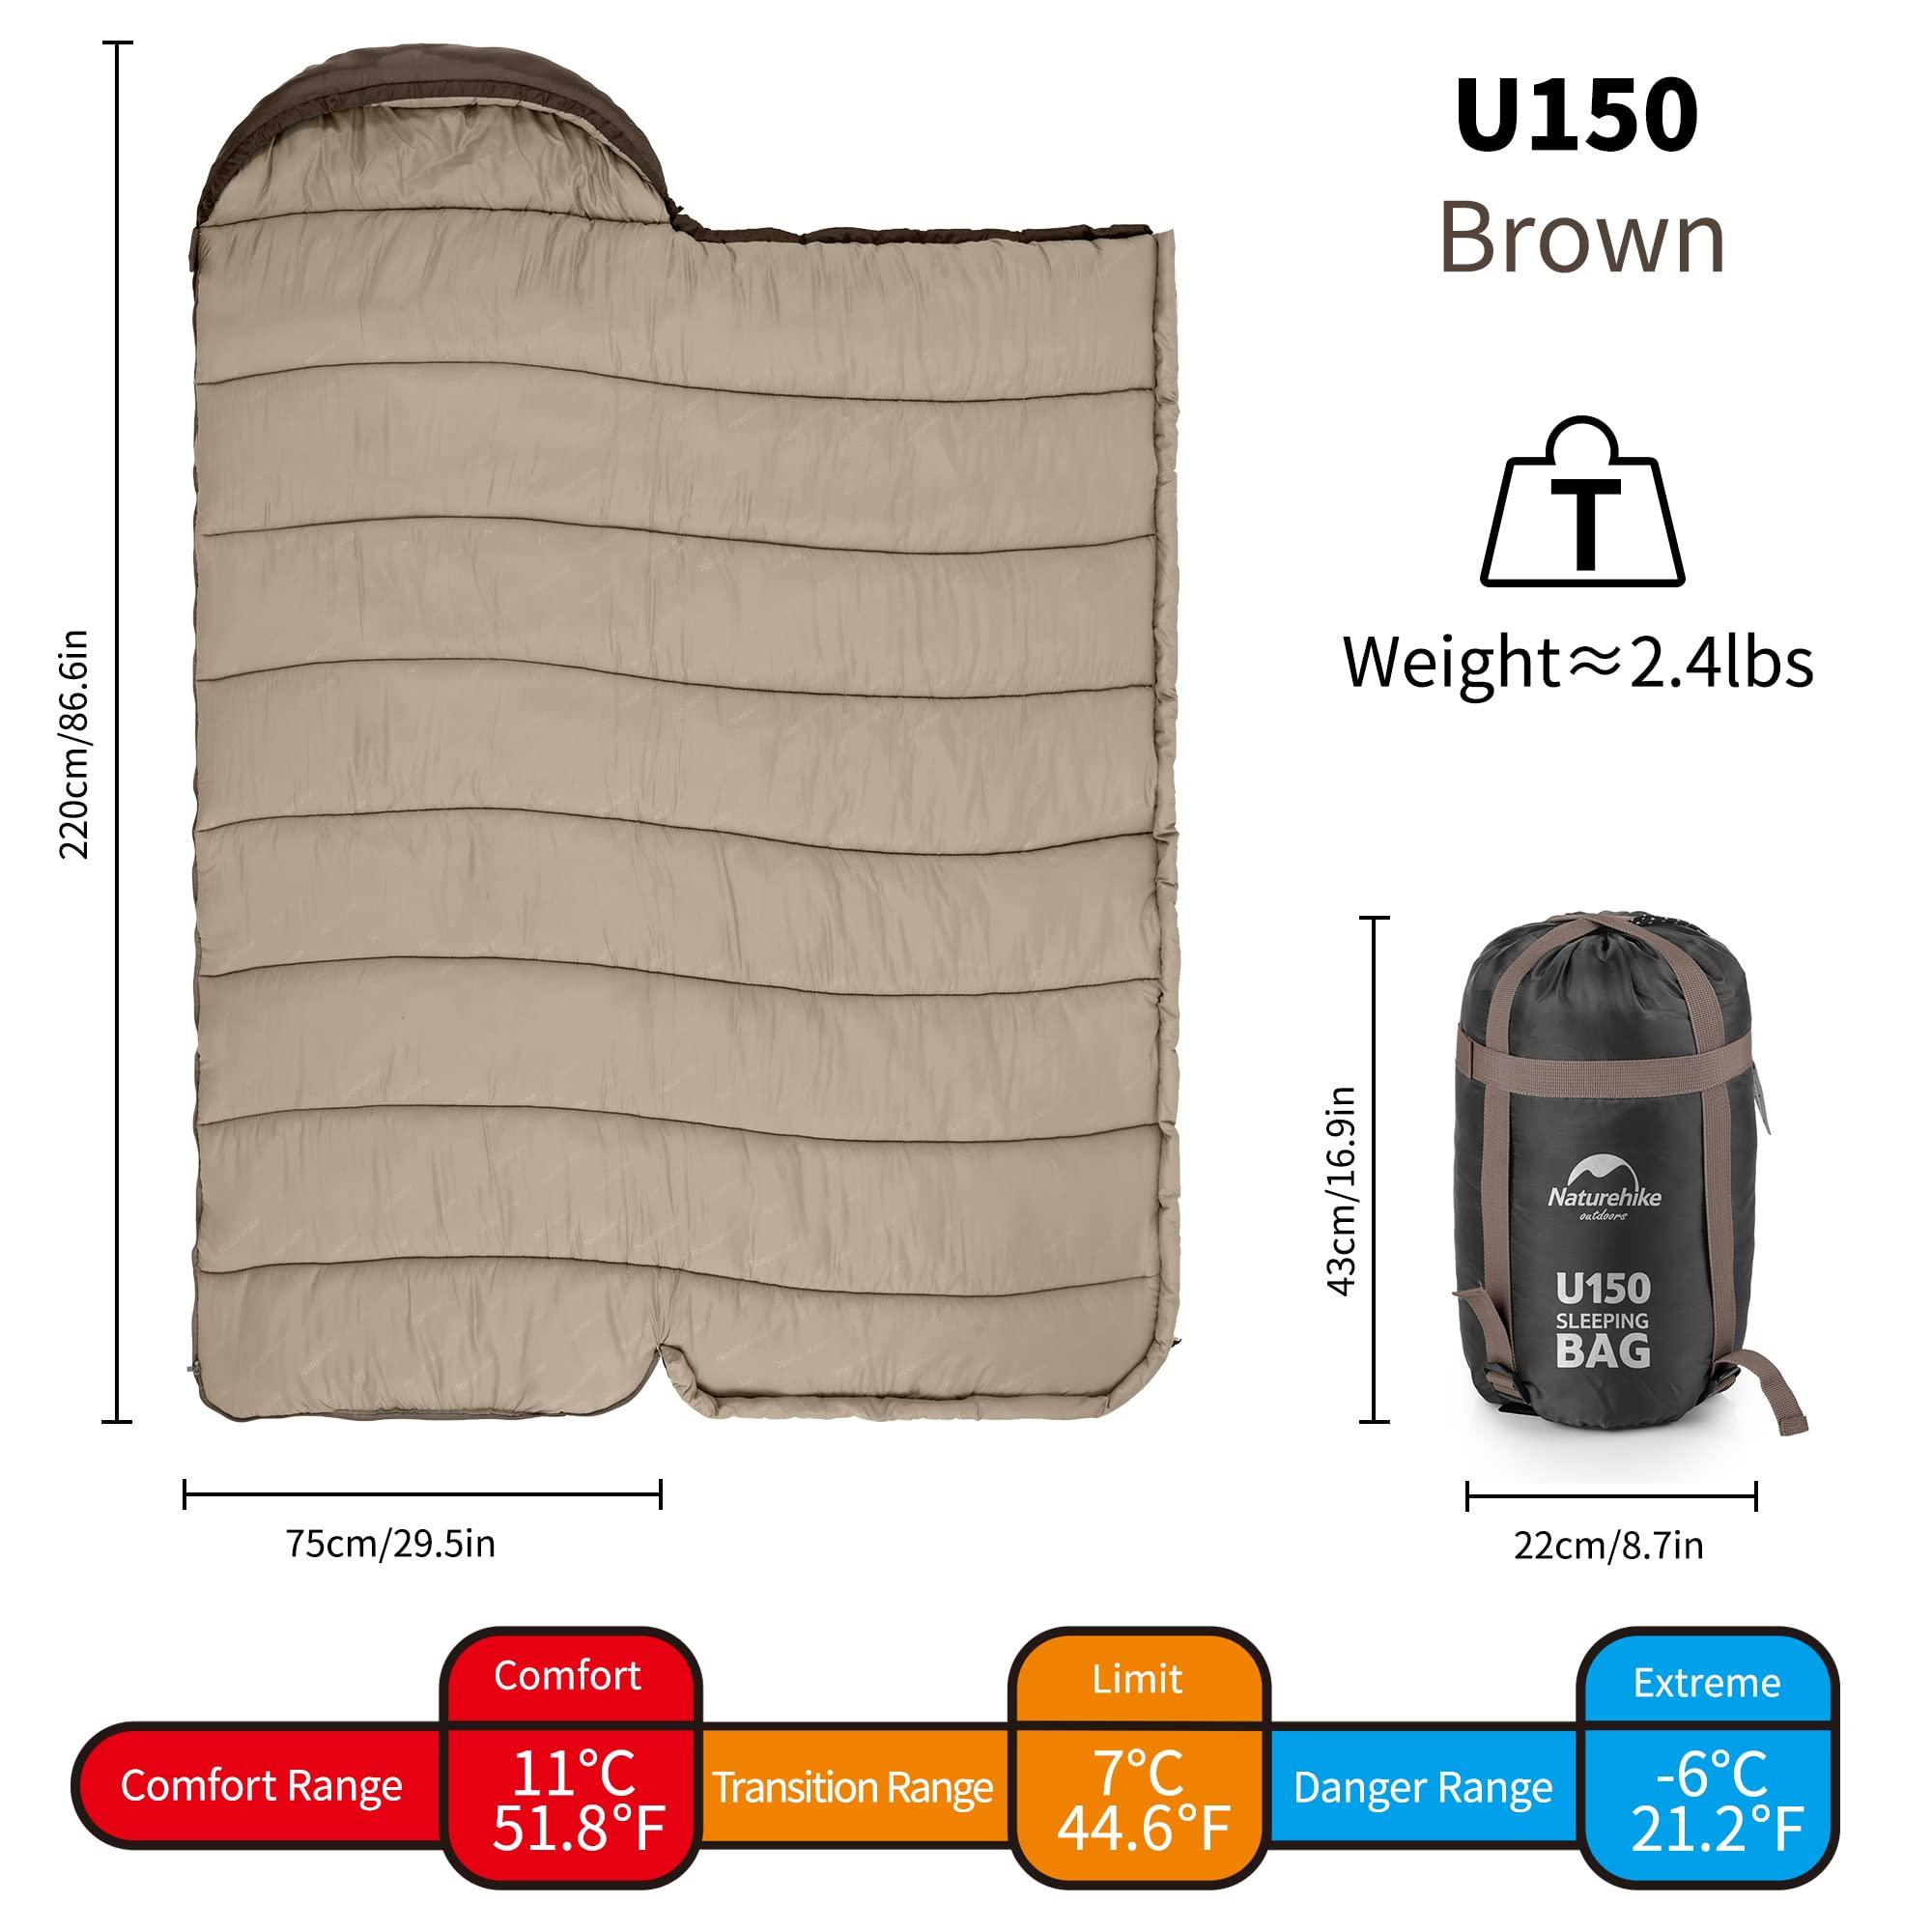 U150
Brown
T
Weight≈2.4lbs
220cm/86.6in
43cm/16.9in
Naturehike
outdoors
U150
SLEEPING
BAG
75cm/29.5in
22cm/8.7in
Comfort
Limit
Extreme
Comfort Range
11°C
51.8°F
Transition Range
7°C
44.6°F
Danger Range
-6°C
21.2°F